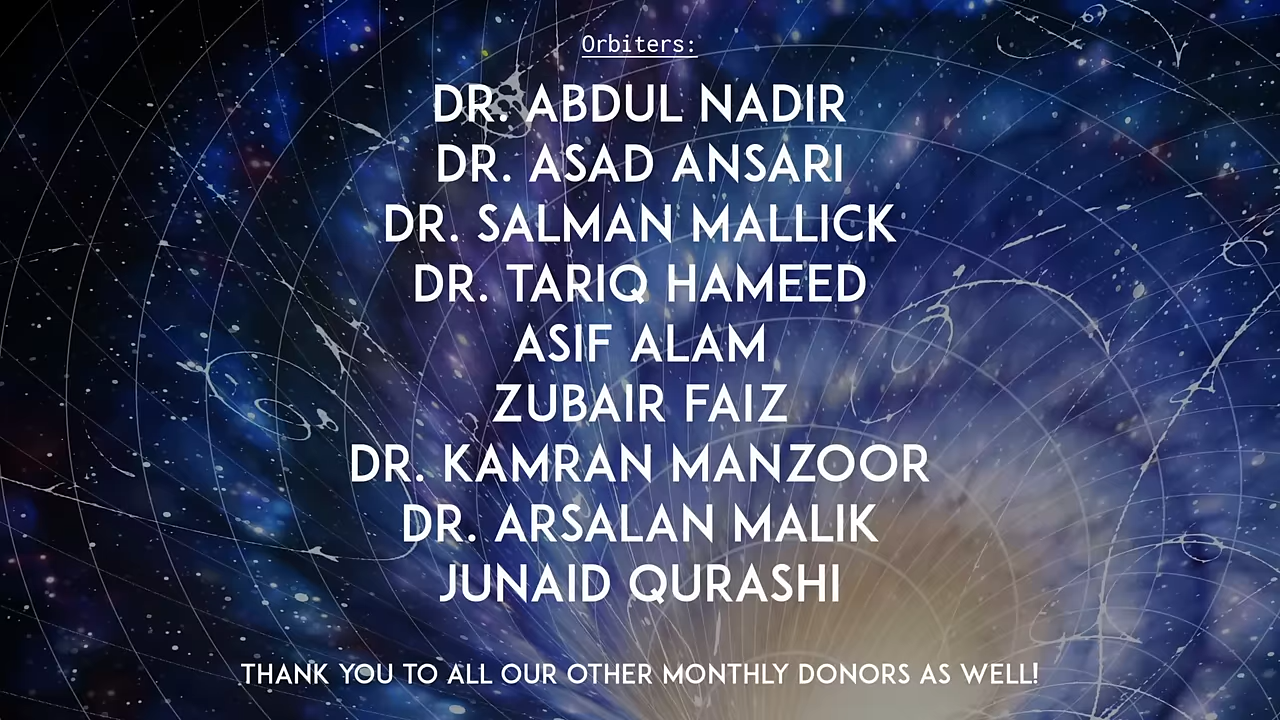 Orbiters:
DR. ABDUL NADIR
DR. ASAD ANSARI
DR. SALMAN MALLICK
DR. TARIQ HAMEED
ASIF ALAM
ZUBAIR FAIZ
DR. KAMRAN MANZOOR
DR. ARSALAN MALIK
JUNAID QURASHI
THANK YOU TO ALL OUR OTHER MONTHLY DONORS AS WELL!